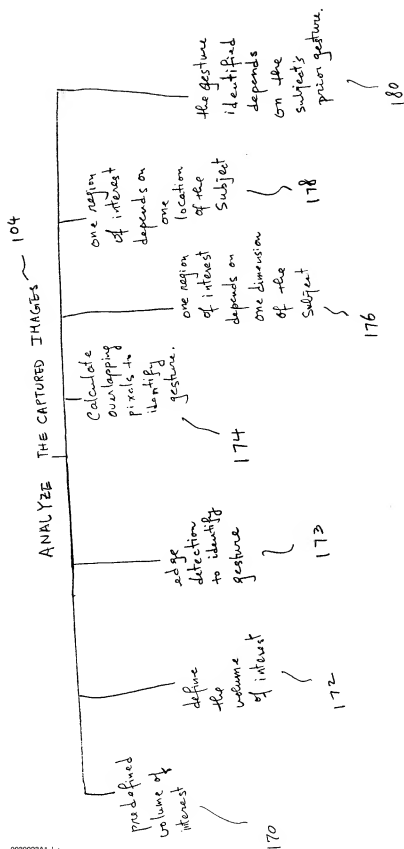 ANALYZE THE CAPTURED IMAGES 104
predefined
volume of
interest
170
define
the
volume
of interest
172
edge
detection
to identify
gesture
173
Calculate
overlapping
pixels to
identify
gesture.
174
one region
of interest
depends on
one dimension
of the
subject
176
one region
of interest
depends on
one
location
of the
Subject
178
the gesture
identified
depends
on the
subject's
prior gesture.
180